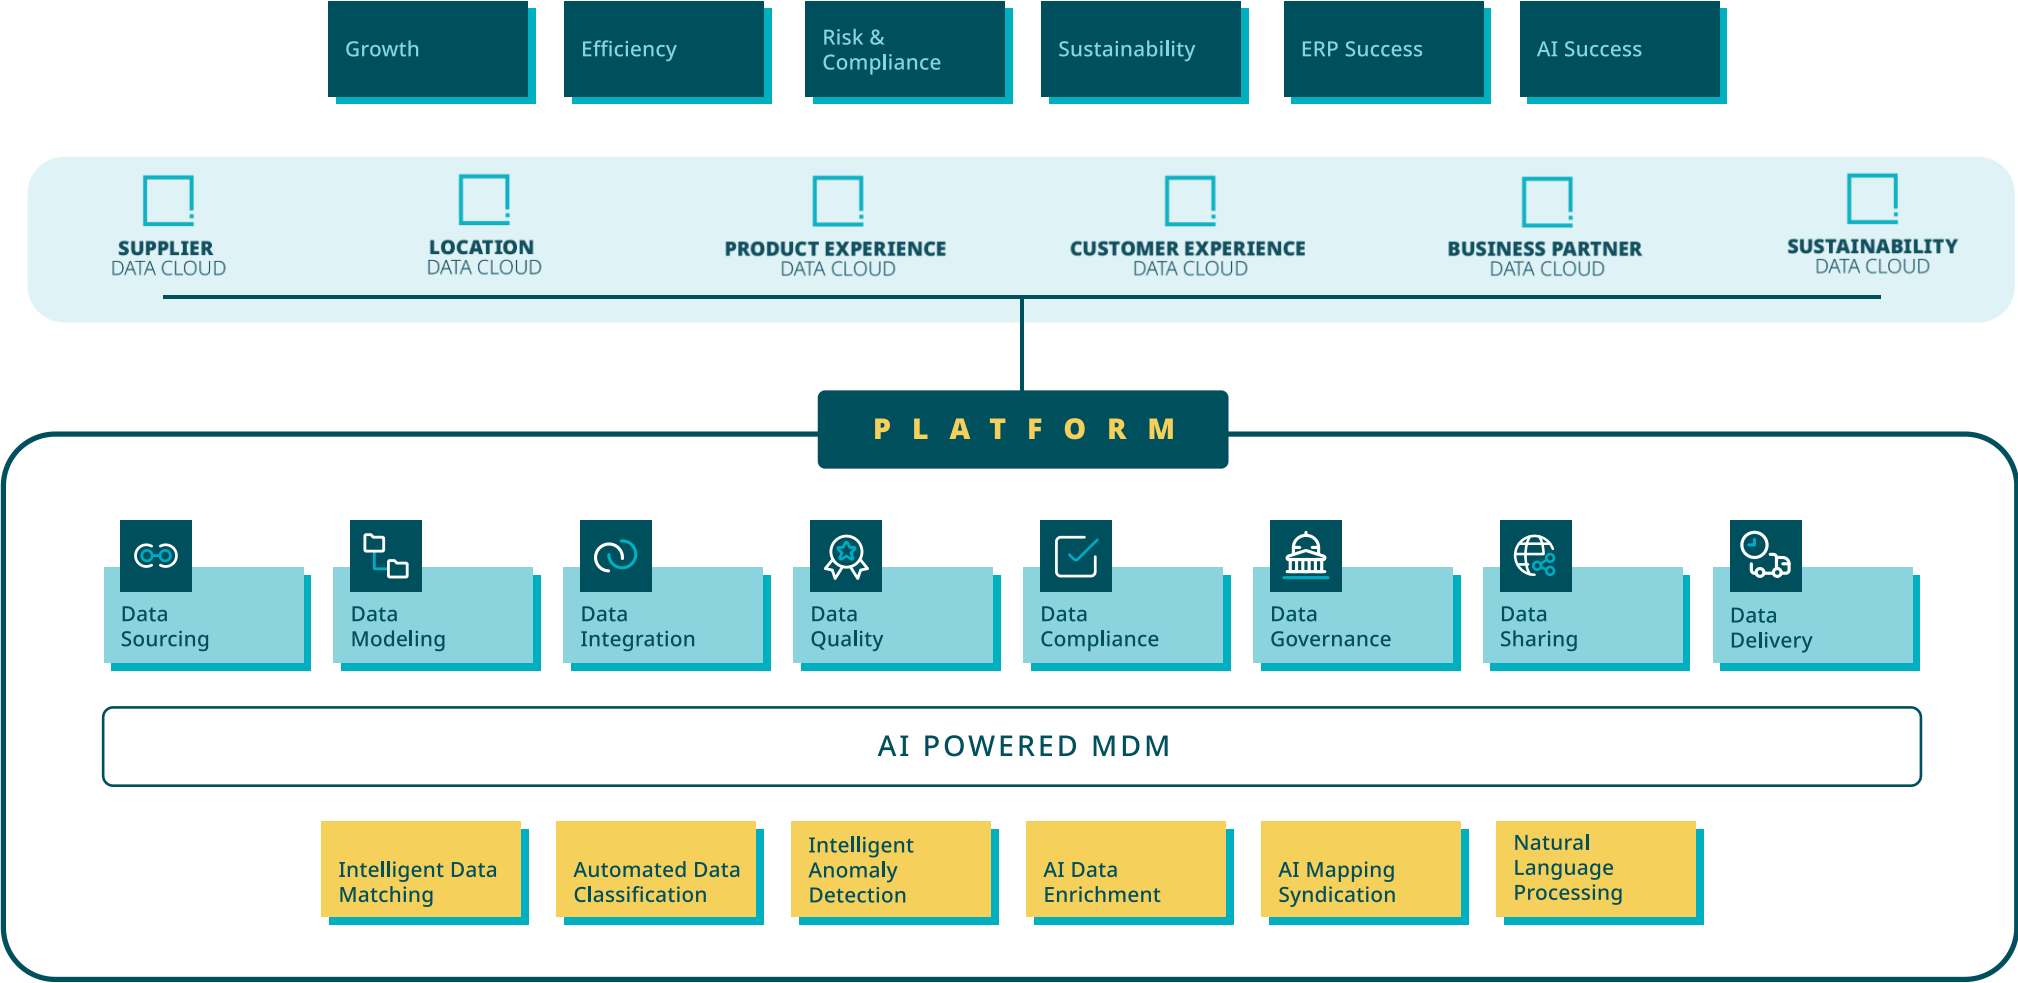 Growth
Efficiency
Risk &
Compliance
Sustainability
ERP Success
AI Success
SUPPLIER
DATA CLOUD
LOCATION
DATA CLOUD
PRODUCT EXPERIENCE
DATA CLOUD
CUSTOMER EXPERIENCE
DATA CLOUD
BUSINESS PARTNER
DATA CLOUD
SUSTAINABILITY
DATA CLOUD
PLATFORM
Data
Sourcing
Data
Modeling
Data
Integration
Data
Quality
Data
Compliance
Data
Governance
Data
Sharing
Data
Delivery
AI POWERED MDM
Intelligent Data
Matching
Automated Data
Classification
Intelligent
Anomaly
Detection
AI Data
Enrichment
AI Mapping
Syndication
Natural
Language
Processing